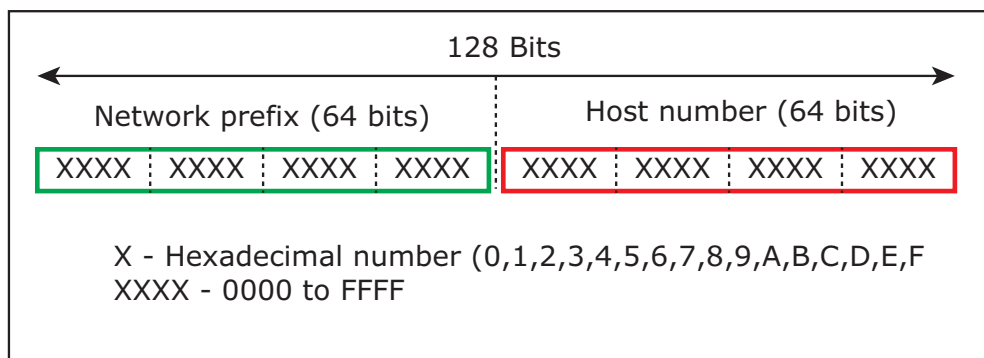 128 Bits
Network prefix (64 bits)
Host number (64 bits)
XXXX XXXX XXXX XXXX XXXX XXXX XXXX XXXX
X - Hexadecimal number (0,1,2,3,4,5,6,7,8,9,A,B,C,D,E,F
XXXX - 0000 to FFFF